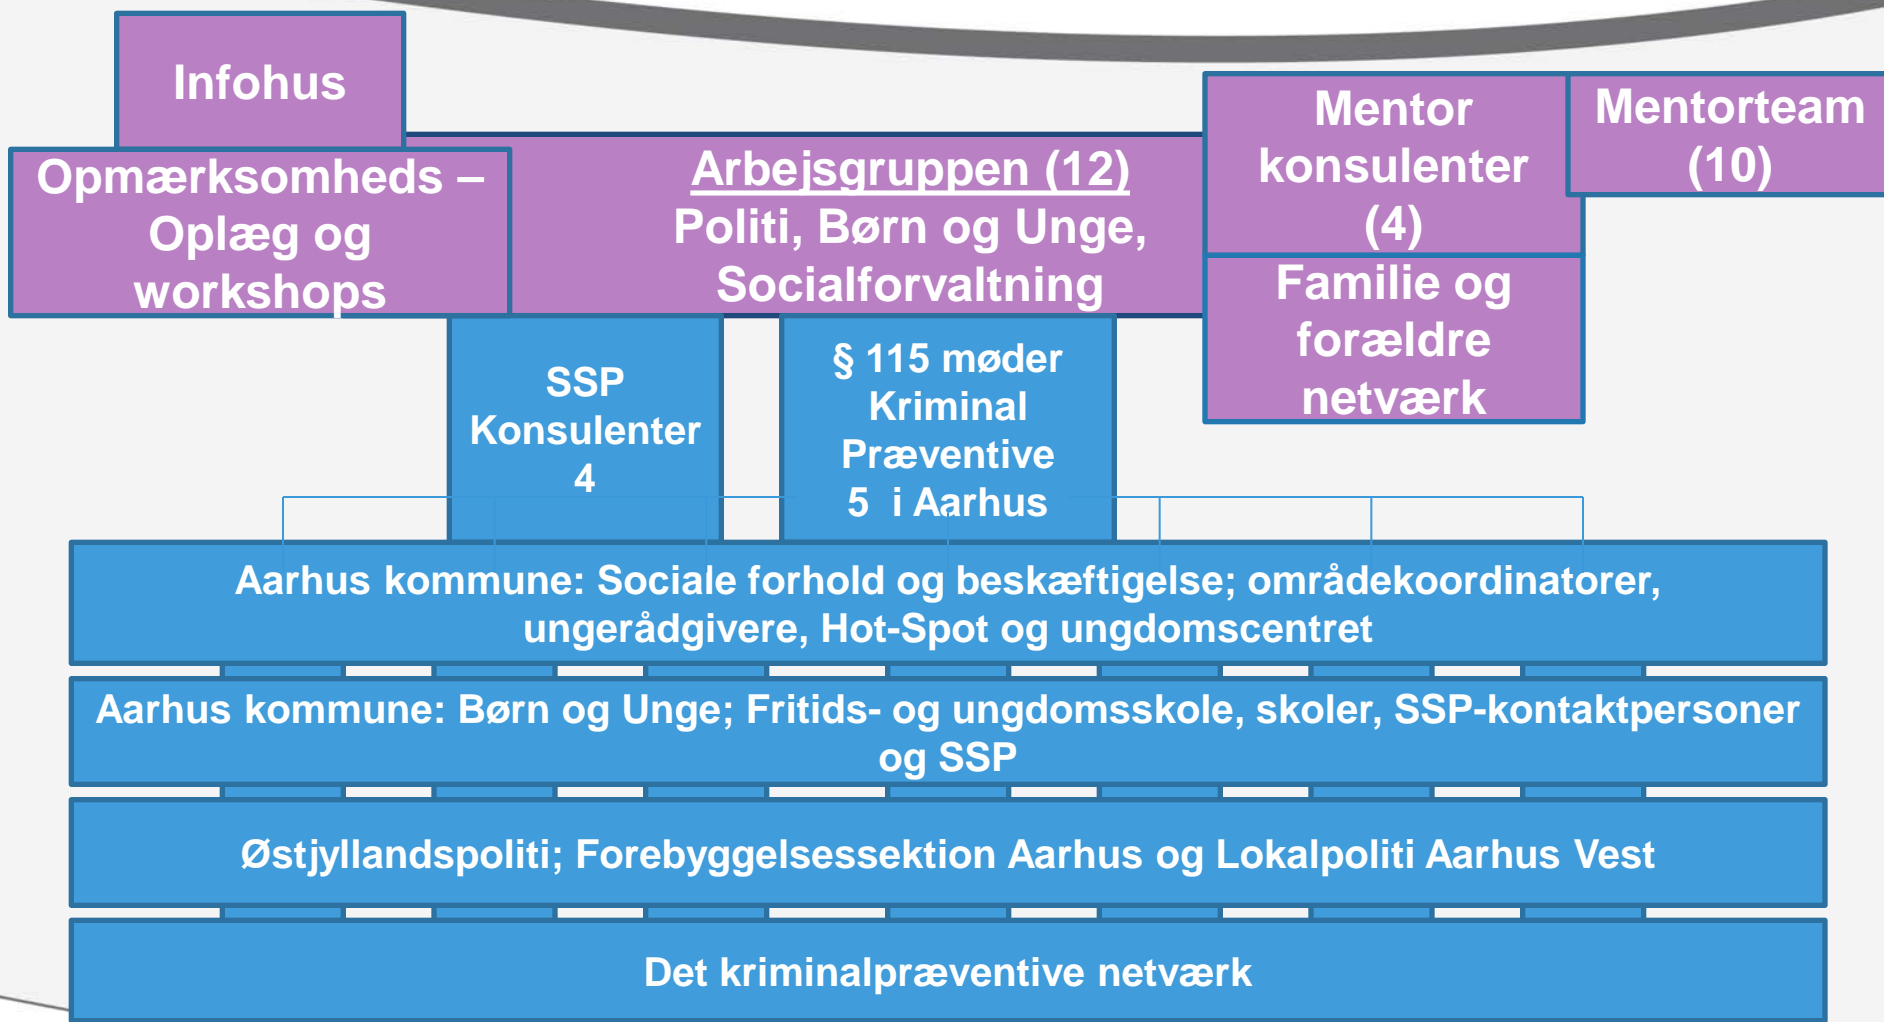 Infohus
Opmærksomheds –
Oplæg og
workshops
Arbejsgruppen (12)
Politi, Børn og Unge,
Socialforvaltning
Mentor
konsulenter
(4)
Mentorteam
(10)
Familie og
forældre
netværk
SSP
Konsulenter
4
§ 115 møder
Kriminal
Præventive
5 i Aarhus
Aarhus kommune: Sociale forhold og beskæftigelse; områdekoordinatorer,
ungerådgivere, Hot-Spot og ungdomscentret
Aarhus kommune: Børn og Unge; Fritids- og ungdomsskole, skoler, SSP-kontaktpersoner
og SSP
Østjyllandspoliti; Forebyggelsessektion Aarhus og Lokalpoliti Aarhus Vest
Det kriminalpræventive netværk